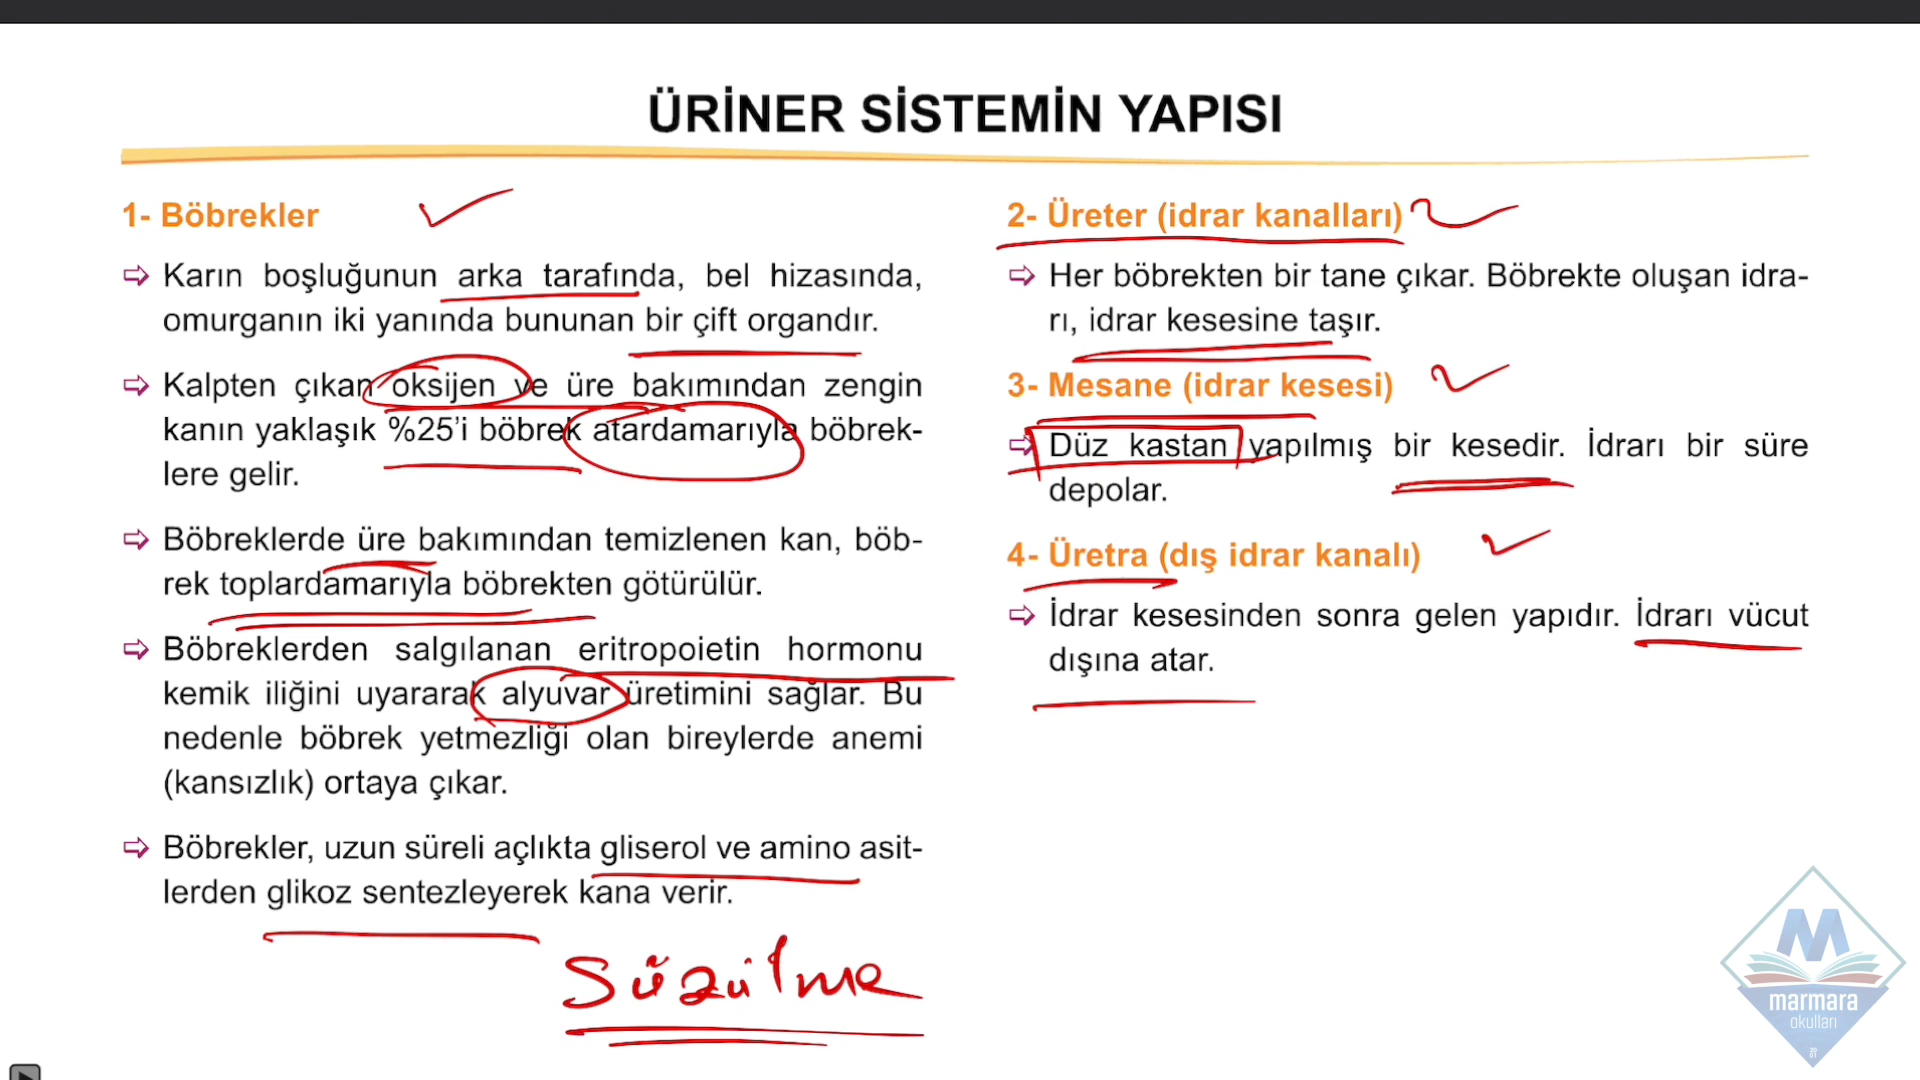 ÜRİNER SİSTEMİN YAPISI
1- Böbrekler
⇨ Karın boşluğunun arka tarafında, bel hizasında,
omurganın iki yanında bununan bir çift organdır.
⇨ Kalpten çıkan oksijen ve üre bakımından zengin
kanın yaklaşık %25'i böbrek atardamarıyla böbrek-
lere gelir.
⇨ Böbreklerde üre bakımından temizlenen kan, böb-
rek toplardamarıyla böbrekten götürülür.
⇨ Böbreklerden salgılanan eritropoietin hormonu
kemik iliğini uyararak alyuvar üretimini sağlar. Bu
nedenle böbrek yetmezliği olan bireylerde anemi
(kansızlık) ortaya çıkar.
⇨ Böbrekler, uzun süreli açlıkta gliserol ve amino asit-
lerden glikoz sentezleyerek kana verir.
Süzülme
2- Üreter (idrar kanalları)
⇨ Her böbrekten bir tane çıkar. Böbrekte oluşan idra-
rı, idrar kesesine taşır.
3- Mesane (idrar kesesi)
⇨ Düz kastan yapılmış bir kesedir. İdrarı bir süre
depolar.
4- Üretra (dış idrar kanalı)
⇨ İdrar kesesinden sonra gelen yapıdır. İdrarı vücut
dışına atar.
M
marmara
okulları
20
01